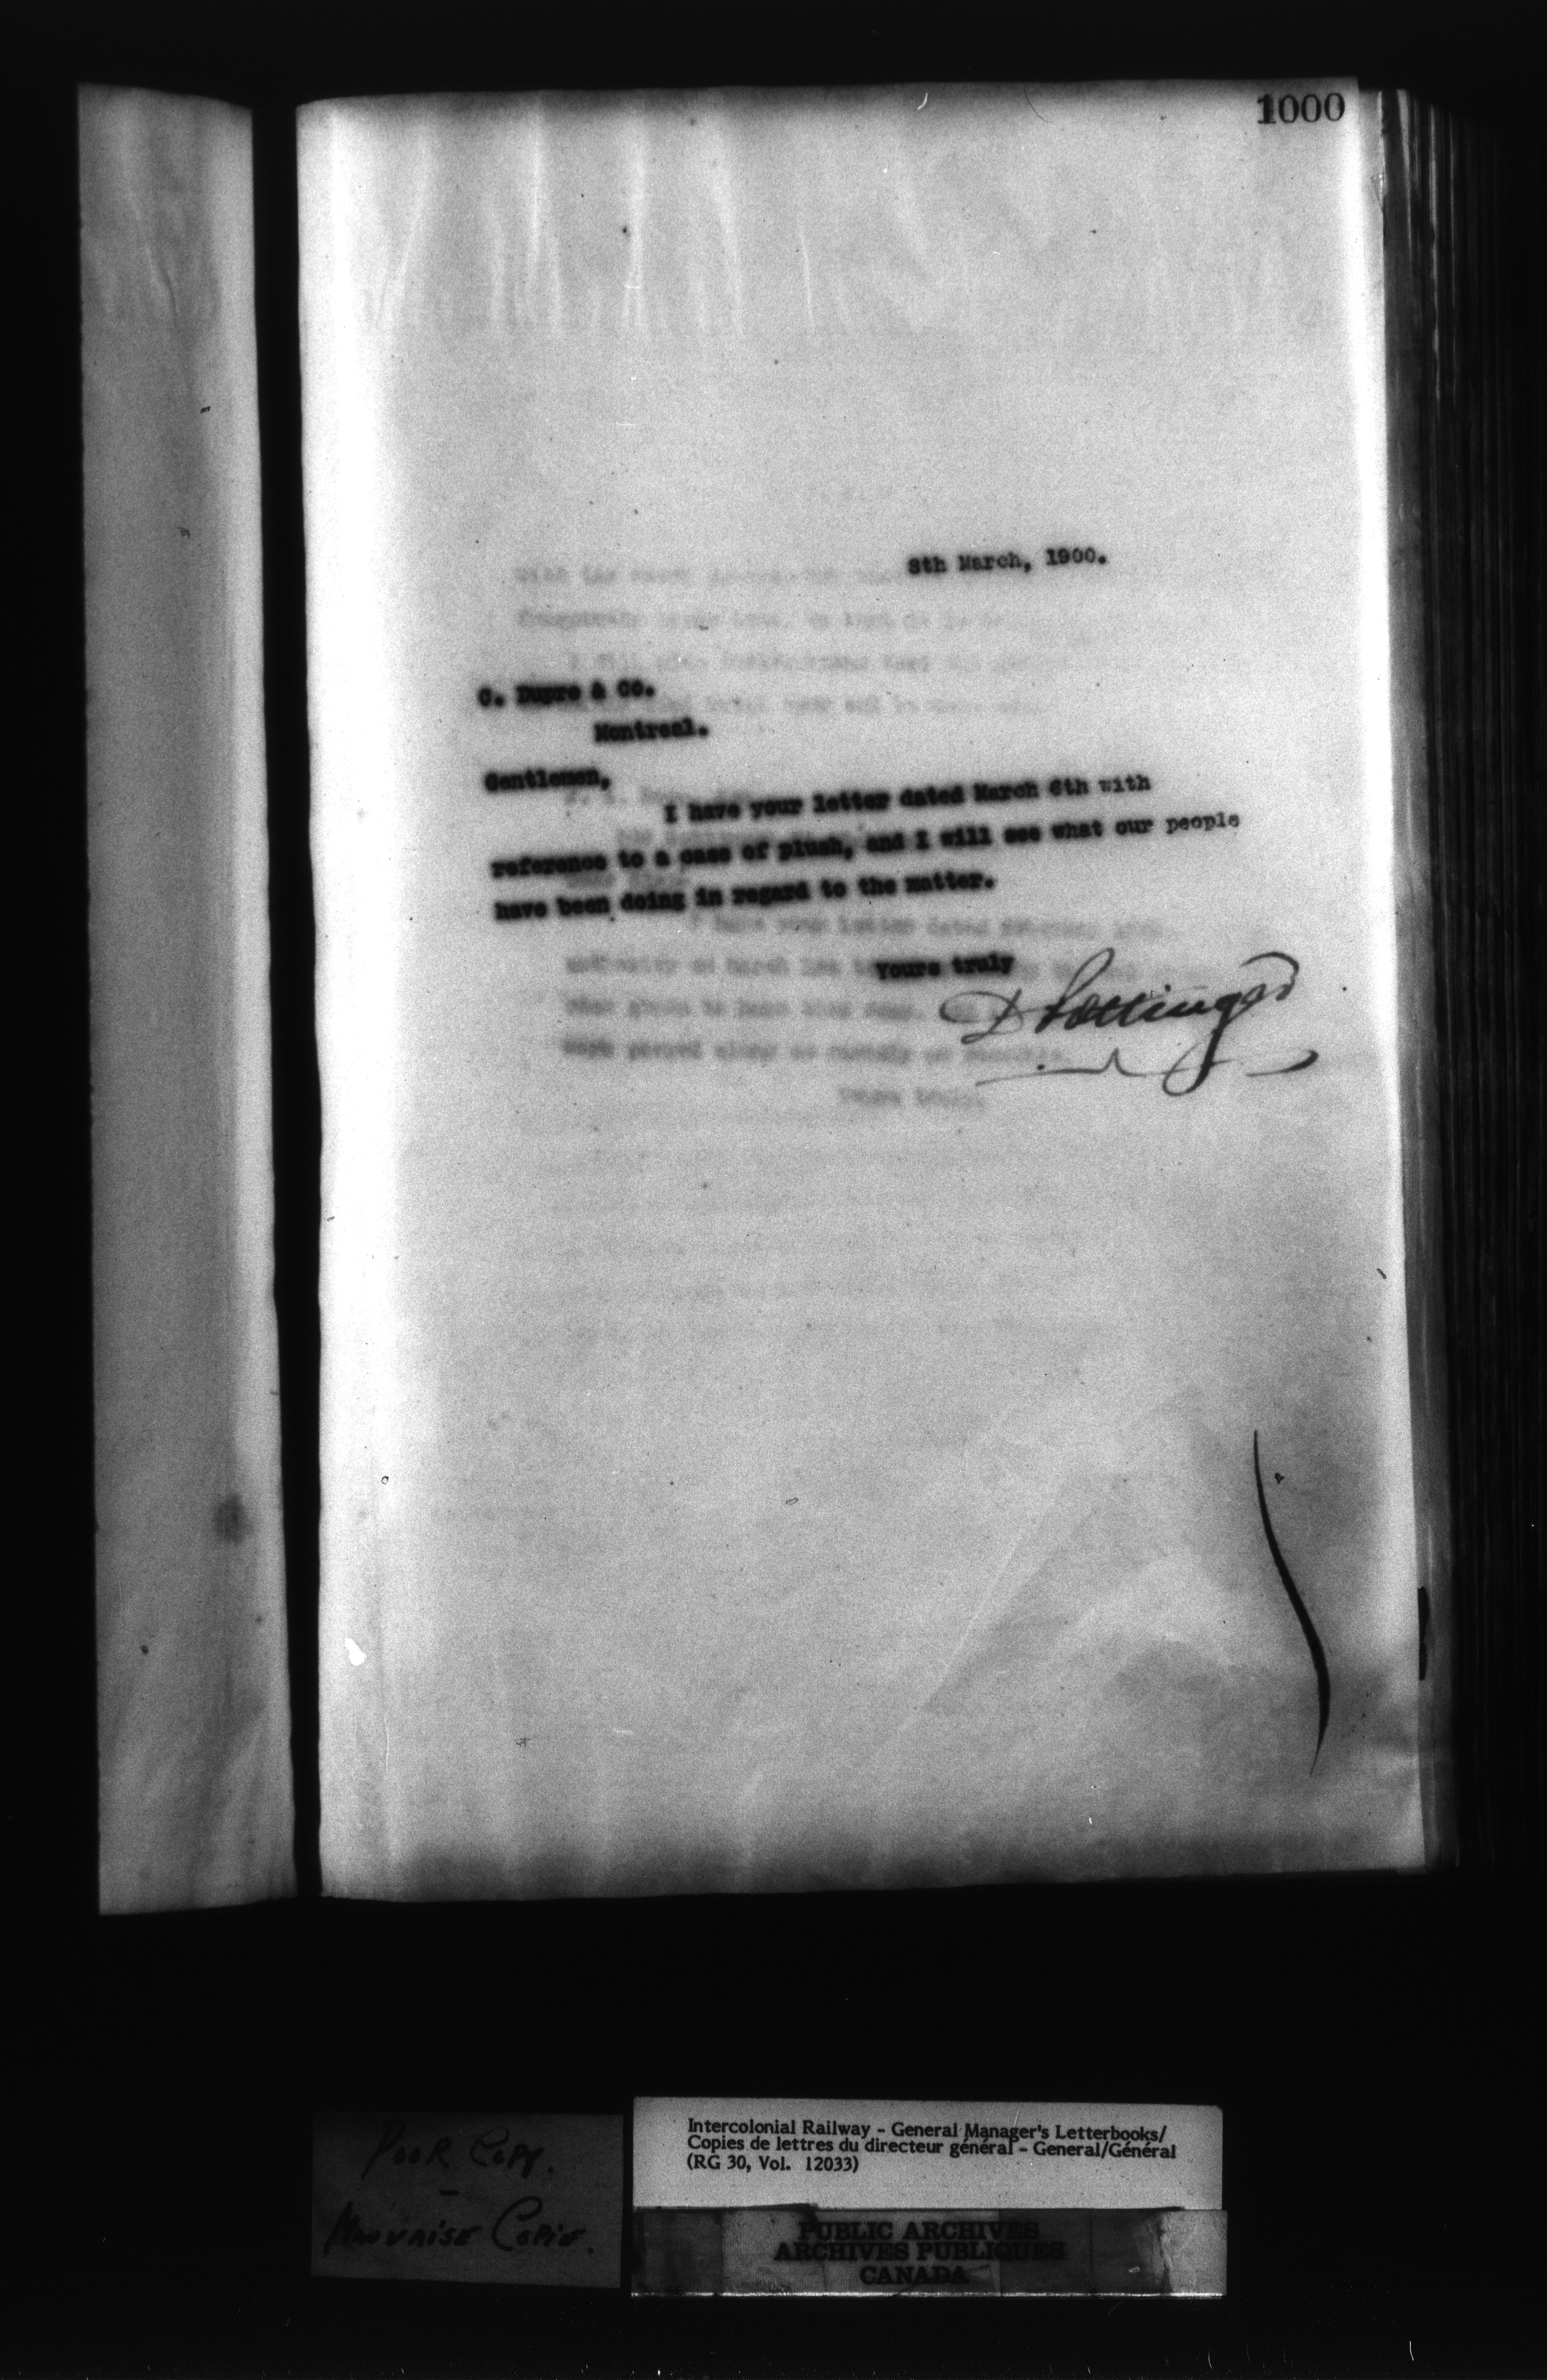 1000
8th March, 1900.
C. Dupre & Co.
Montreal.
Gentlemen,
I have your letter dated March 6th with
reference to a case of plush, and I will see what our people
have been doing in regard to the matter.
Yours truly
D Pottinger
POOR COPY.
-
MAUVAISE COPIE.
Intercolonial Railway - General Manager's Letterbooks/
Copies de lettres du directeur général - General/Général
(RG 30, Vol. 12033)
PUBLIC ARCHIVES
ARCHIVES PUBLIQUES
CANADA